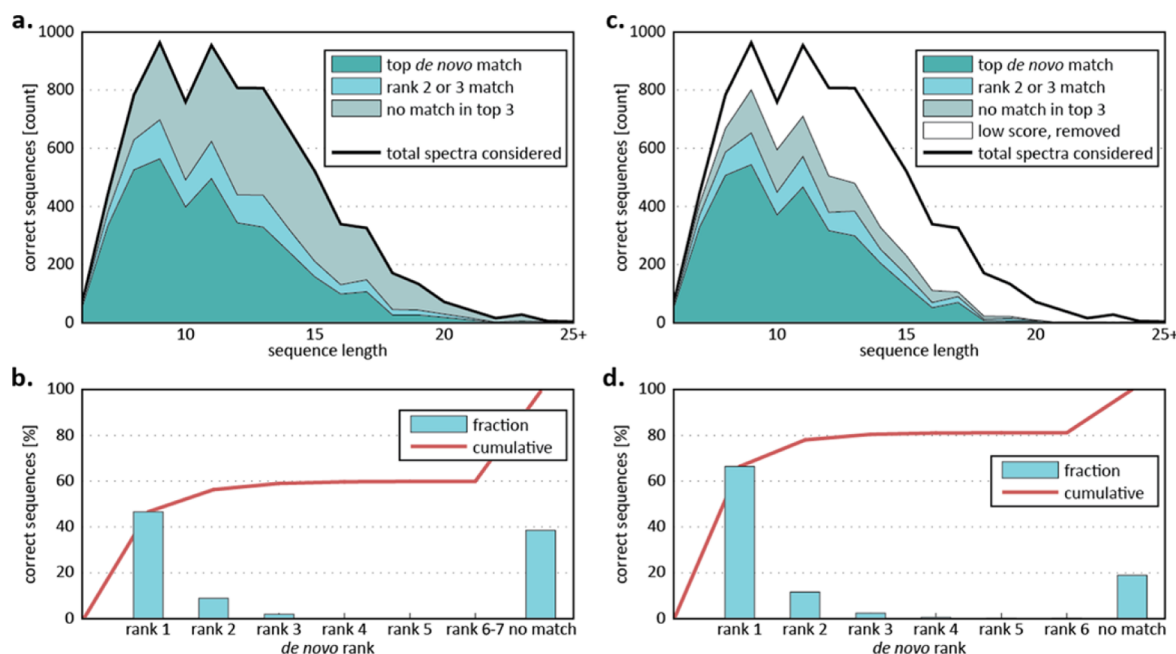 a.
1000
800
600
400
200
0
correct sequences [count]
top de novo match
rank 2 or 3 match
no match in top 3
total spectra considered
10
15
20
25+
sequence length
c.
1000
800
600
400
200
0
correct sequences [count]
top de novo match
rank 2 or 3 match
no match in top 3
low score, removed
total spectra considered
10
15
20
25+
sequence length
b.
100
80
60
40
20
0
correct sequences [%]
fraction
cumulative
rank 1
rank 2
rank 3
rank 4
rank 5
rank 6-7
no match
de novo rank
d.
100
80
60
40
20
0
correct sequences [%]
fraction
cumulative
rank 1
rank 2
rank 3
rank 4
rank 5
rank 6
no match
de novo rank